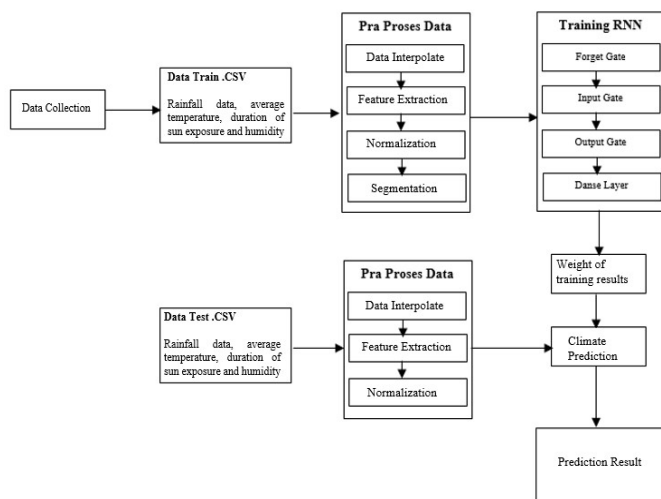 Data Collection
Data Train .CSV
Rainfall data, average
temperature, duration of
sun exposure and humidity
Pra Proses Data
Data Interpolate
Feature Extraction
Normalization
Segmentation
Training RNN
Forget Gate
Input Gate
Output Gate
Danse Layer
Weight of
training results
Data Test .CSV
Rainfall data, average
temperature, duration of
sun exposure and humidity
Pra Proses Data
Data Interpolate
Feature Extraction
Normalization
Climate
Prediction
Prediction Result